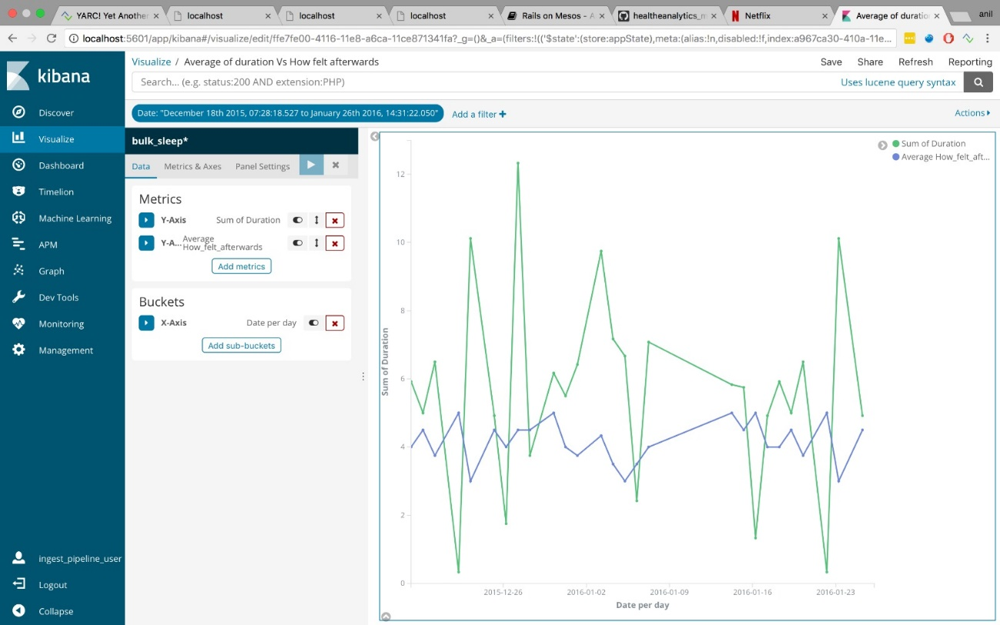 YARC! Yet Another
localhost
localhost
localhost
Rails on Mesos - A
healtheanalytics_m
Netflix
Average of duratio
anil
localhost:5601/app/kibana#/visualize/edit/ffe7fe00-4116-11e8-a6ca-11ce871341fa?_g=()&_a=(filters:!(('$state':(store:appState),meta:(alias:!n,disabled:!f,index:a967ca30-410a-11e...
kibana
Discover
Visualize
Dashboard
Timelion
Machine Learning
APM
Graph
Dev Tools
Monitoring
Management
ingest_pipeline_user
Logout
Collapse
Visualize / Average of duration Vs How felt afterwards
Save Share Refresh Reporting
Search... (e.g. status:200 AND extension:PHP)
Uses lucene query syntax
Date: "December 18th 2015, 07:28:18.527 to January 26th 2016, 14:31:22.050"
Add a filter +
Actions
bulk_sleep*
Data Metrics & Axes Panel Settings
Metrics
Y-Axis Sum of Duration
Y-A... Average
How_felt_afterwards
Add metrics
Buckets
X-Axis Date per day
Add sub-buckets
Sum of Duration
Average How_felt_aft...
Sum of Duration
12
10
8
6
4
2
0
2015-12-26 2016-01-02 2016-01-09 2016-01-16 2016-01-23
Date per day